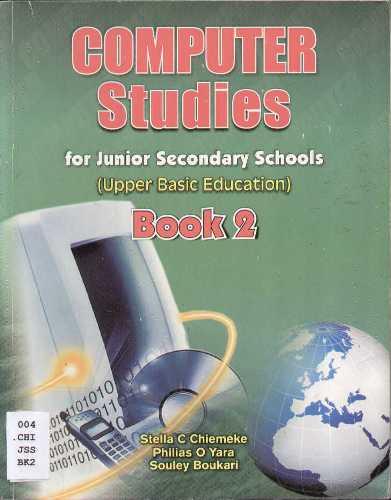 COMPUTER
Studies
for Junior Secondary Schools
(Upper Basic Education)
Book 2
Stella C Chiemeke
Philias O Yara
Souley Boukari
004
.CHI
JSS
BK2